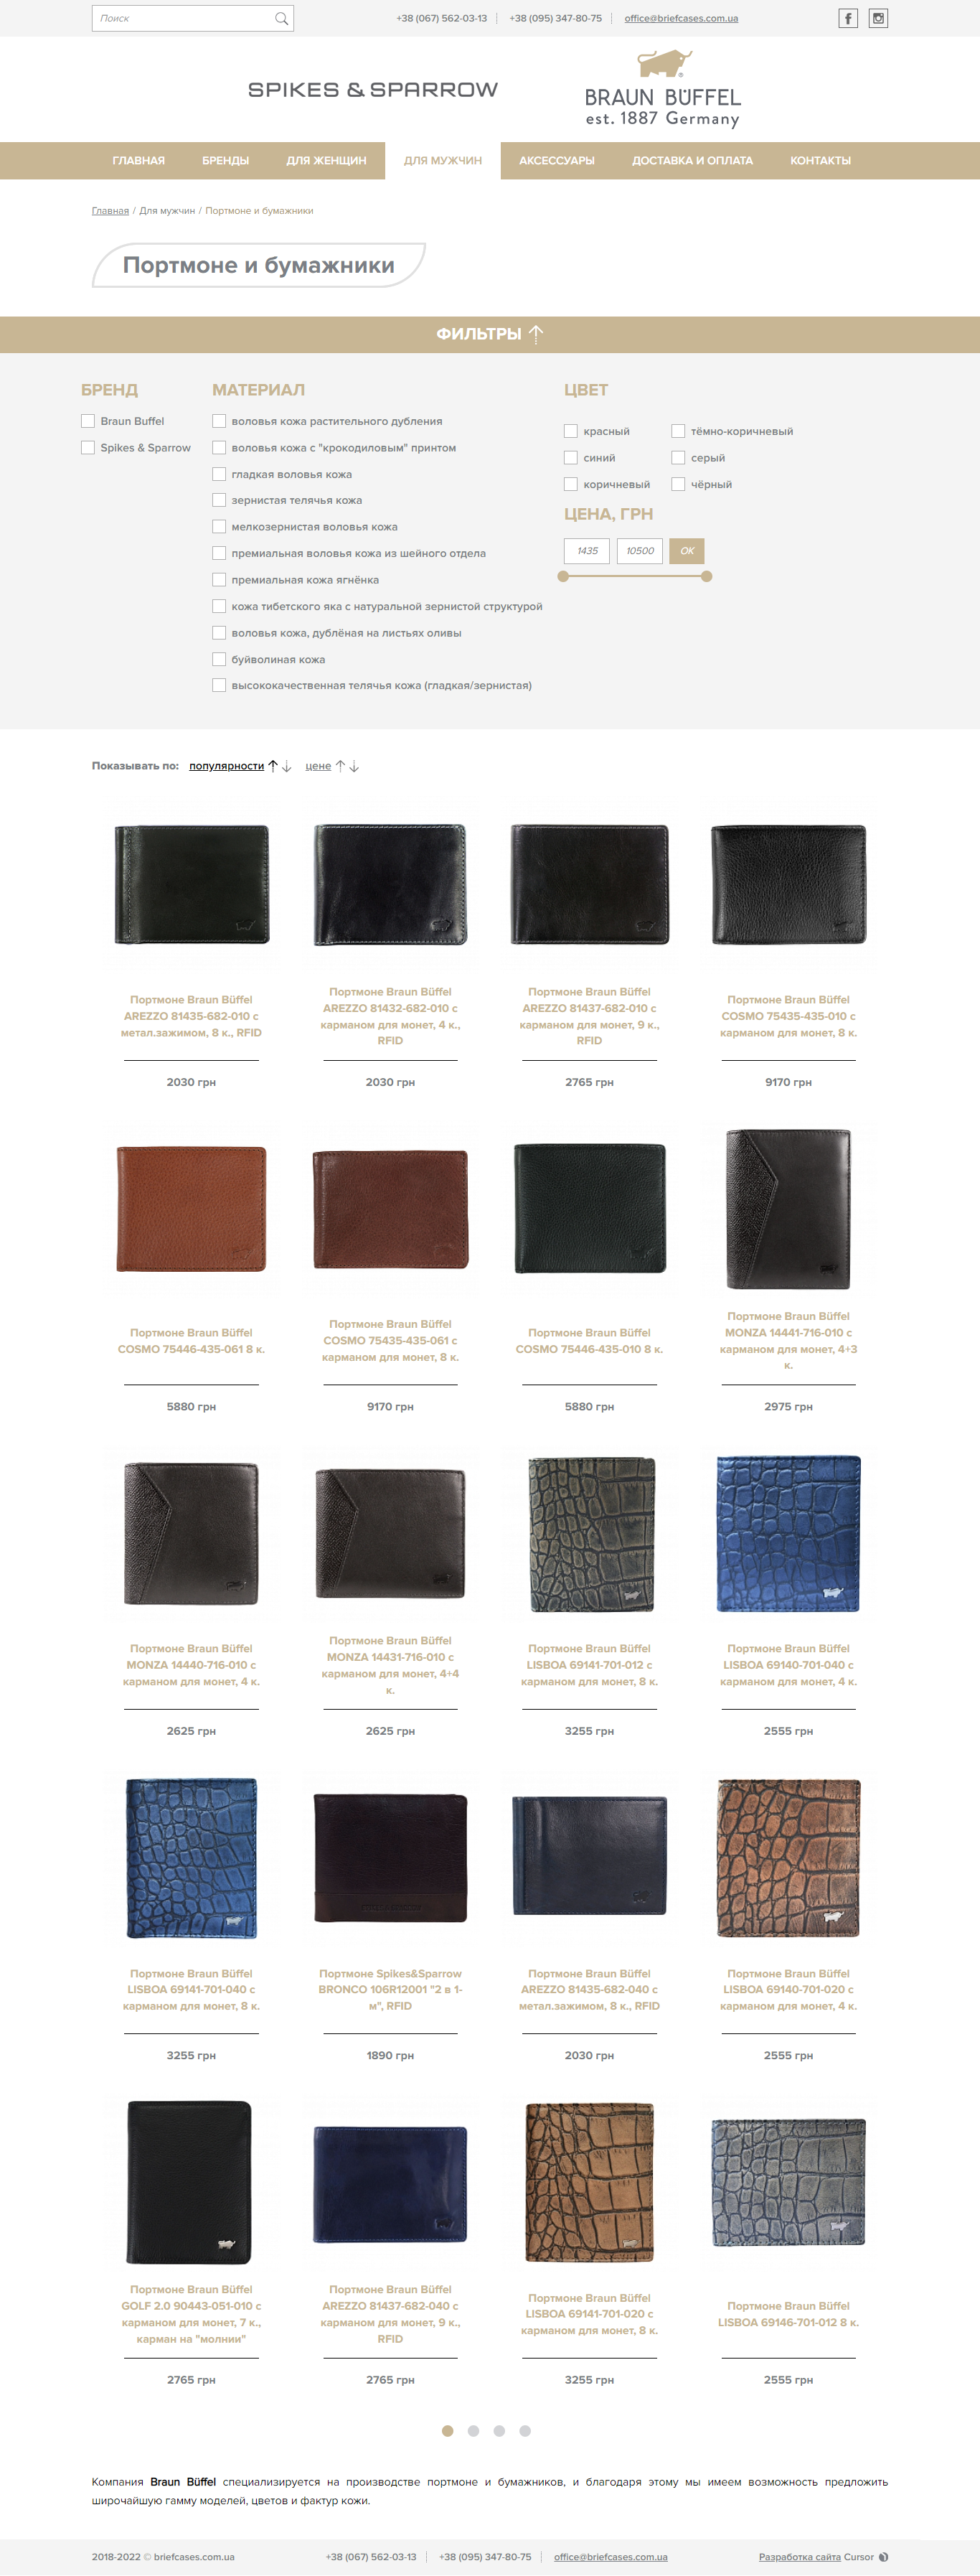 Поиск
+38 (067) 562-03-13
+38 (095) 347-80-75
office@briefcases.com.ua
SPIKES & SPARROW
BRAUN BÜFFEL
est. 1887 Germany
ГЛАВНАЯ
БРЕНДЫ
ДЛЯ ЖЕНЩИН
ДЛЯ МУЖЧИН
АКСЕССУАРЫ
ДОСТАВКА И ОПЛАТА
КОНТАКТЫ
Главная / Для мужчин / Портмоне и бумажники
Портмоне и бумажники
ФИЛЬТРЫ
БРЕНД
Braun Buffel
Spikes & Sparrow
МАТЕРИАЛ
воловья кожа растительного дубления
воловья кожа с "крокодиловым" принтом
гладкая воловья кожа
зернистая телячья кожа
мелкозернистая воловья кожа
премиальная воловья кожа из шейного отдела
премиальная кожа ягнёнка
кожа тибетского яка с натуральной зернистой структурой
воловья кожа, дублёная на листьях оливы
буйволиная кожа
высококачественная телячья кожа (гладкая/зернистая)
ЦВЕТ
красный
синий
коричневый
тёмно-коричневый
серый
чёрный
ЦЕНА, ГРН
1435
10500
OK
Показывать по:
популярности
цене
Портмоне Braun Büffel
AREZZO 81435-682-010 с
метал.зажимом, 8 к., RFID
2030 грн
Портмоне Braun Büffel
AREZZO 81432-682-010 с
карманом для монет, 4 к.,
RFID
2030 грн
Портмоне Braun Büffel
AREZZO 81437-682-010 с
карманом для монет, 9 к.,
RFID
2765 грн
Портмоне Braun Büffel
COSMO 75435-435-010 с
карманом для монет, 8 к.
9170 грн
Портмоне Braun Büffel
COSMO 75446-435-061 8 к.
5880 грн
Портмоне Braun Büffel
COSMO 75435-435-061 с
карманом для монет, 8 к.
9170 грн
Портмоне Braun Büffel
COSMO 75446-435-010 8 к.
5880 грн
Портмоне Braun Büffel
MONZA 14441-716-010 с
карманом для монет, 4+3
к.
2975 грн
Портмоне Braun Büffel
MONZA 14440-716-010 с
карманом для монет, 4 к.
2625 грн
Портмоне Braun Büffel
MONZA 14431-716-010 с
карманом для монет, 4+4
к.
2625 грн
Портмоне Braun Büffel
LISBOA 69141-701-012 с
карманом для монет, 8 к.
3255 грн
Портмоне Braun Büffel
LISBOA 69140-701-040 с
карманом для монет, 4 к.
2555 грн
Портмоне Braun Büffel
LISBOA 69141-701-040 с
карманом для монет, 8 к.
3255 грн
Портмоне Spikes&Sparrow
BRONCO 106R12001 "2 в 1-
м", RFID
1890 грн
Портмоне Braun Büffel
AREZZO 81435-682-040 с
метал.зажимом, 8 к., RFID
2030 грн
Портмоне Braun Büffel
LISBOA 69140-701-020 с
карманом для монет, 4 к.
2555 грн
Портмоне Braun Büffel
GOLF 2.0 90443-051-010 с
карманом для монет, 7 к.,
карман на "молнии"
2765 грн
Портмоне Braun Büffel
AREZZO 81437-682-040 с
карманом для монет, 9 к.,
RFID
2765 грн
Портмоне Braun Büffel
LISBOA 69141-701-020 с
карманом для монет, 8 к.
3255 грн
Портмоне Braun Büffel
LISBOA 69146-701-012 8 к.
2555 грн
Компания Braun Büffel специализируется на производстве портмоне и бумажников, и благодаря этому мы имеем возможность предложить
широчайшую гамму моделей, цветов и фактур кожи.
2018-2022 © briefcases.com.ua
+38 (067) 562-03-13
+38 (095) 347-80-75
office@briefcases.com.ua
Разработка сайта Cursor